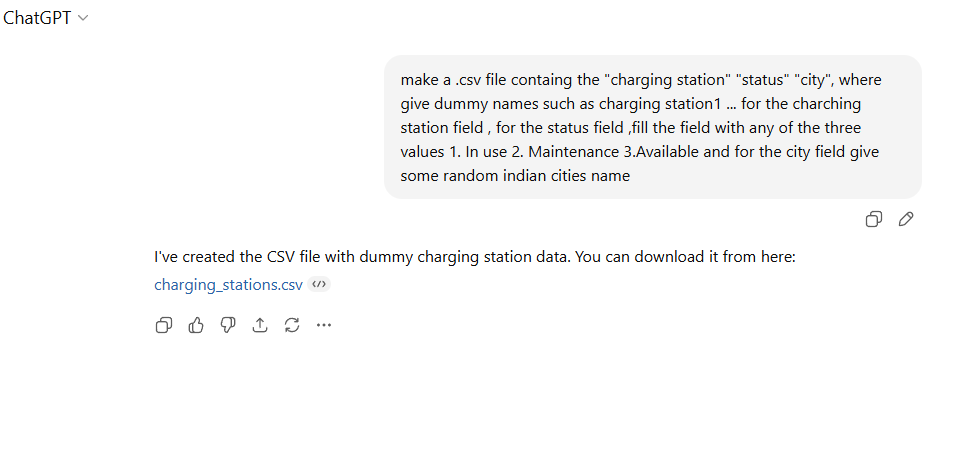 ChatGPT
make a .csv file containg the "charging station" "status" "city", where
give dummy names such as charging station1 ... for the charching
station field , for the status field ,fill the field with any of the three
values 1. In use 2. Maintenance 3.Available and for the city field give
some random indian cities name
I've created the CSV file with dummy charging station data. You can download it from here:
charging_stations.csv